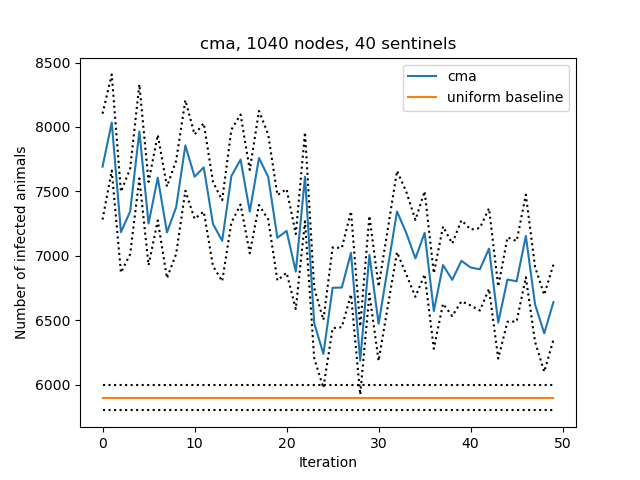 cma, 1040 nodes, 40 sentinels
cma
uniform baseline
8500
8000
7500
7000
6500
6000
Number of infected animals
0 10 20 30 40 50
Iteration